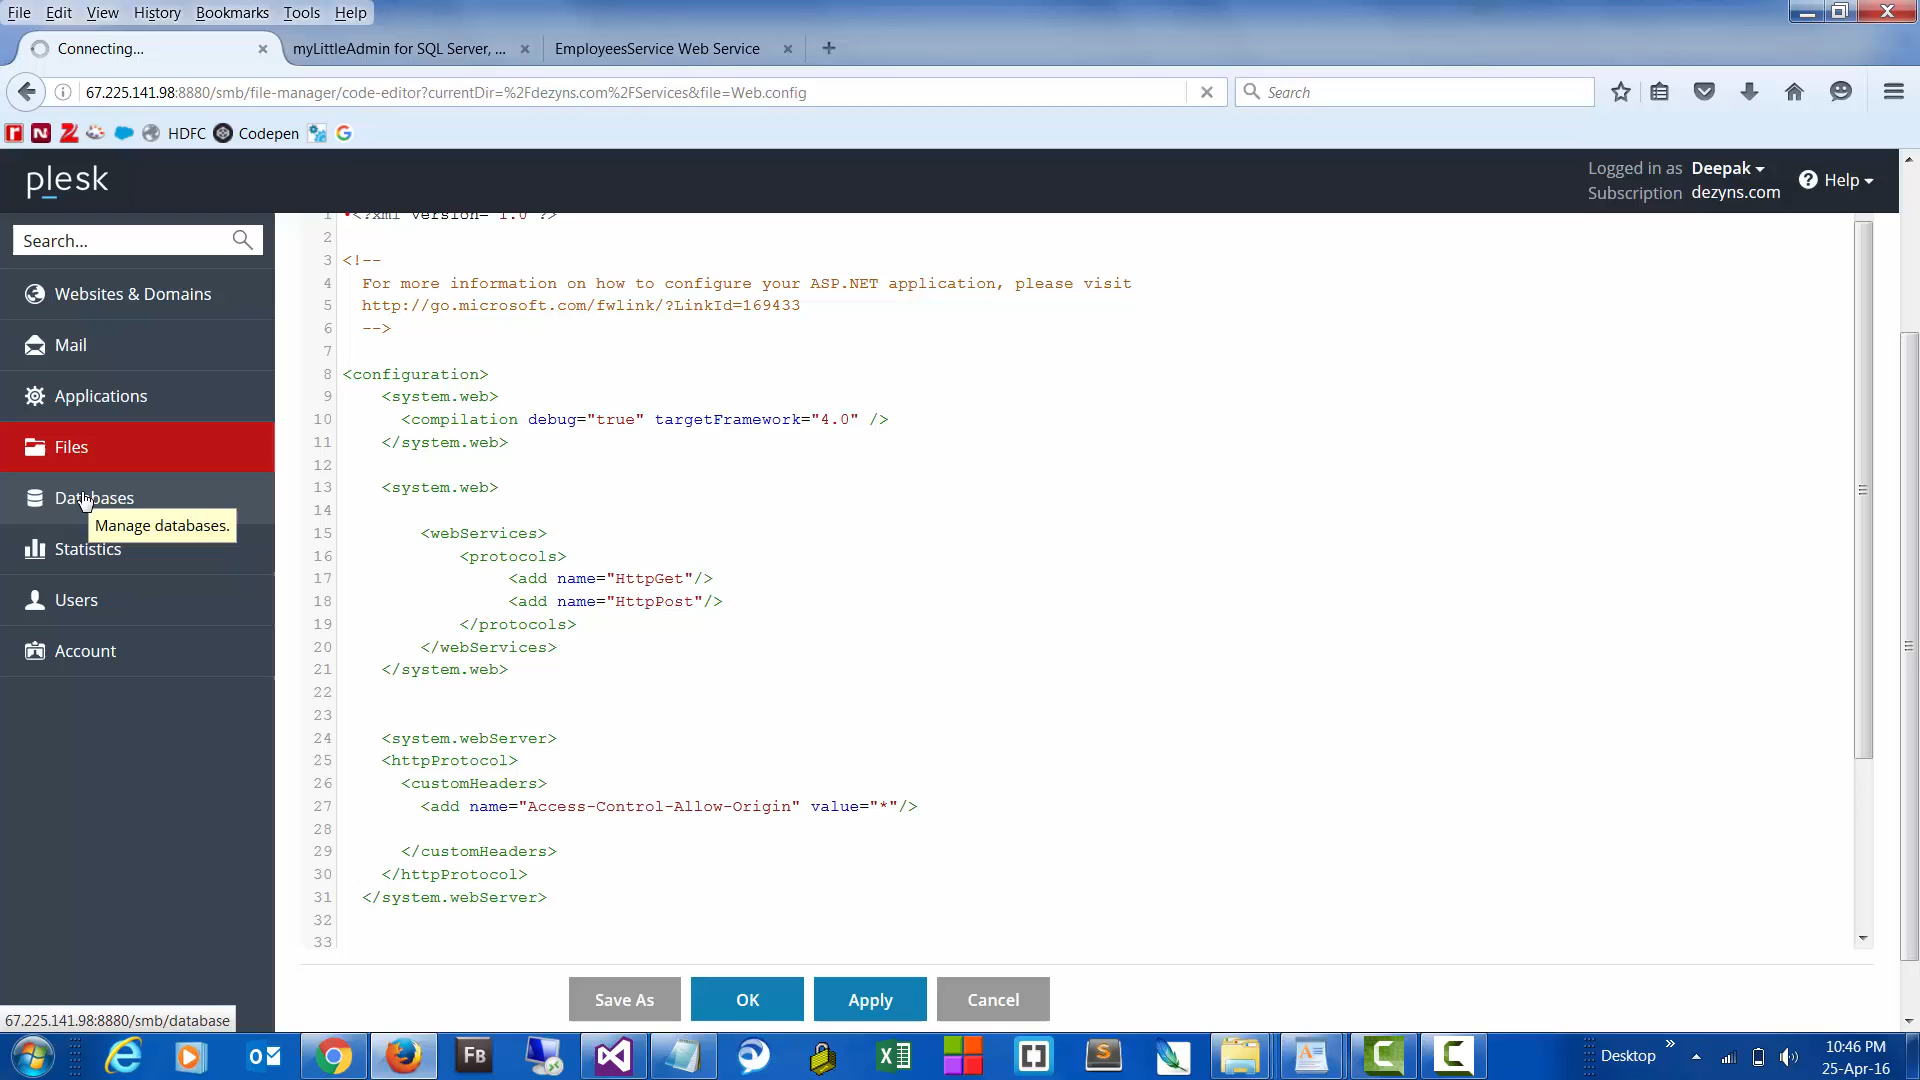 File Edit View History Bookmarks Tools Help
Connecting...
myLittleAdmin for SQL Server, ...
EmployeesService Web Service
67.225.141.98:8880/smb/file-manager/code-editor?currentDir=%2Fdezyns.com%2FServices&file=Web.config
Search
HDFC
Codepen
plesk
Logged in as Deepak
Subscription dezyns.com
Help
Search...
Websites & Domains
Mail
Applications
Files
Databases
Manage databases.
Statistics
Users
Account
1 <?xml version="1.0"?>
2
3 <!--
4 For more information on how to configure your ASP.NET application, please visit
5 http://go.microsoft.com/fwlink/?LinkId=169433
6 -->
7
8 <configuration>
9 <system.web>
10 <compilation debug="true" targetFramework="4.0" />
11 </system.web>
12
13 <system.web>
14
15 <webServices>
16 <protocols>
17 <add name="HttpGet"/>
18 <add name="HttpPost"/>
19 </protocols>
20 </webServices>
21 </system.web>
22
23
24 <system.webServer>
25 <httpProtocol>
26 <customHeaders>
27 <add name="Access-Control-Allow-Origin" value="*"/>
28
29 </customHeaders>
30 </httpProtocol>
31 </system.webServer>
32
33
Save As
OK
Apply
Cancel
67.225.141.98:8880/smb/database
Desktop
10:46 PM
25-Apr-16